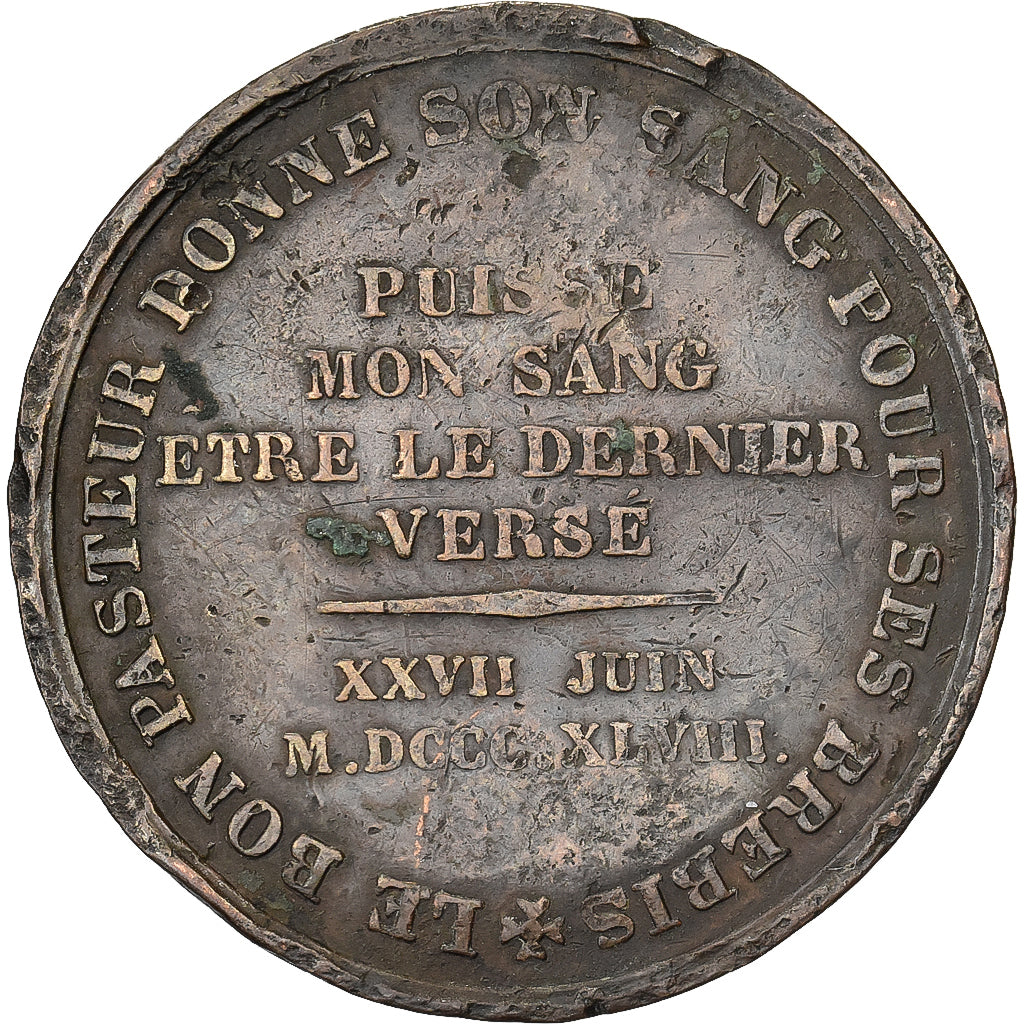 LE BON PASTEUR DONNE SON SANG POUR SES BREBIS
PUISSE
MON SANG
ETRE LE DERNIER
VERSÉ
XXVII JUIN
M.DCCC.XLVIII.